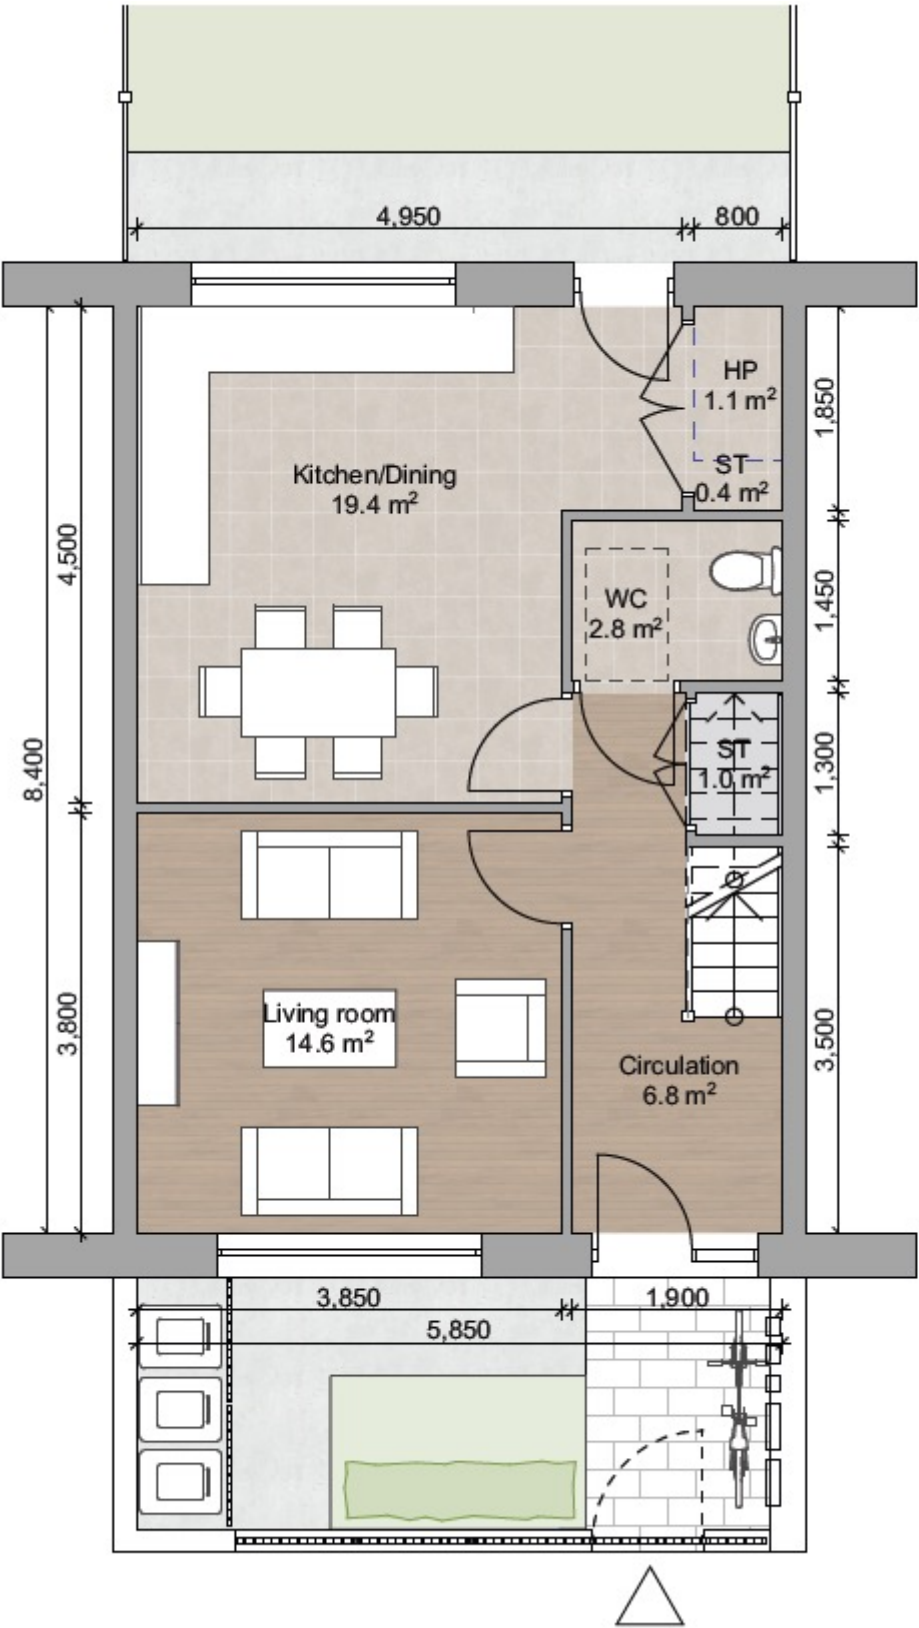 4,950
800
HP
1.1 m²
1,850
ST
0.4 m²
Kitchen/Dining
19.4 m²
4,500
WC
2.8 m²
1,450
8,400
ST
1.0 m²
1,300
Living room
14.6 m²
3,800
Circulation
6.8 m²
3,500
3,850
1,900
5,850